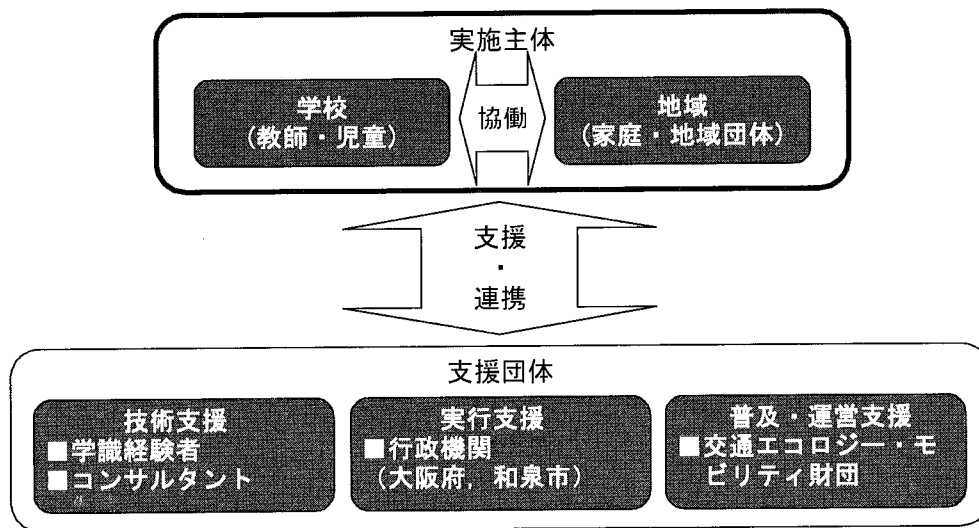 実施主体
学校
(教師・児童)
協働
地域
(家庭・地域団体)
支援
・
連携
支援団体
技術支援
■学識経験者
■コンサルタント
実行支援
■行政機関
(大阪府，和泉市)
普及・運営支援
■交通エコロジー・モ
ビリティ財団